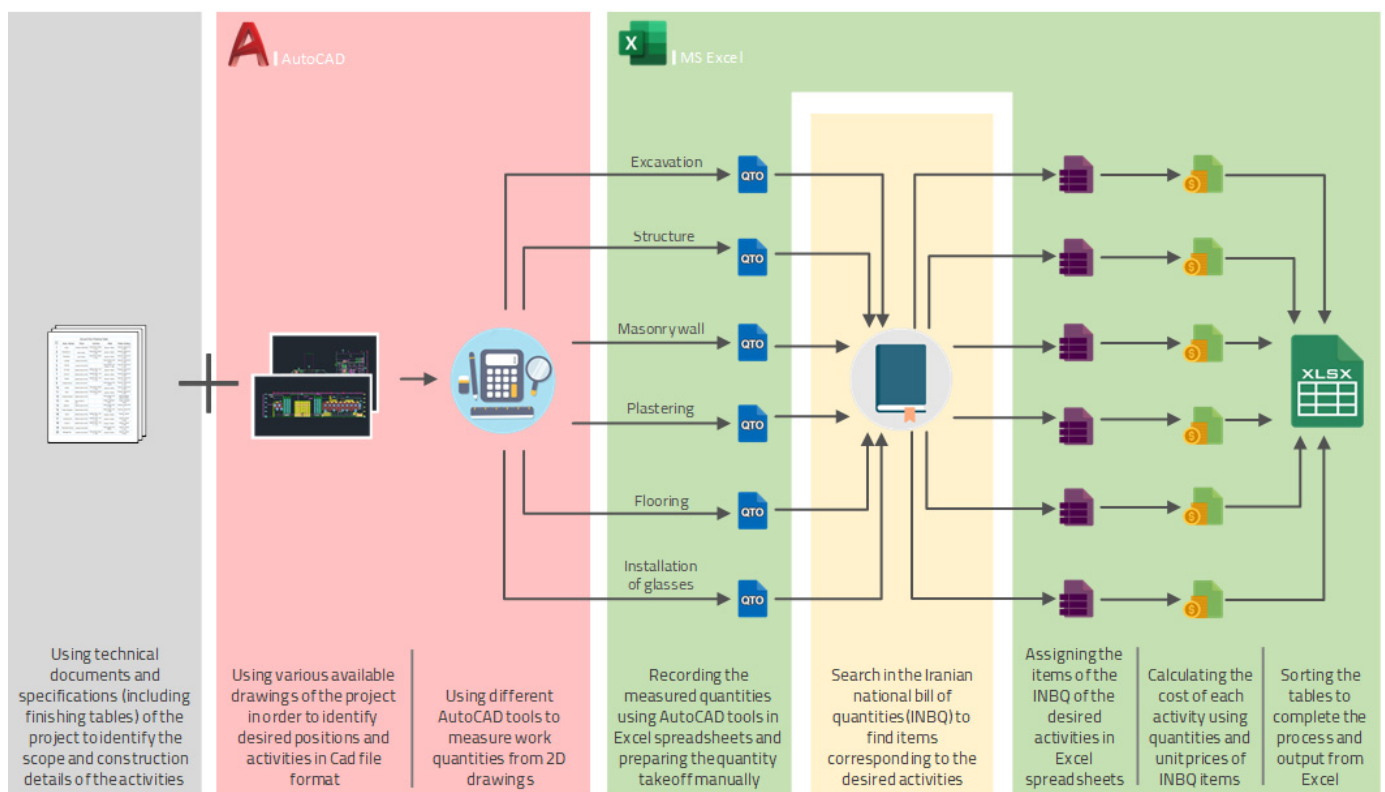 AutoCAD
X
MS Excel
Excavation
QTO
Structure
QTO
Masonry wall
QTO
Plastering
QTO
Flooring
QTO
Installation
of glasses
QTO
$
$
$
$
$
$
XLSX
Using technical
documents and
specifications (including
finishing tables) of the
project to identify the
scope and construction
details of the activities
Using various available
drawings of the project
in order to identify
desired positions and
activities in Cad file
format
Using different
AutoCAD tools to
measure work
quantities from 2D
drawings
Recording the
measured quantities
using AutoCAD tools in
Excel spreadsheets and
preparing the quantity
takeoff manually
Search in the Iranian
national bill of
quantities (INBQ) to
find items
corresponding to the
desired activities
Assigning the
items of the
INBQ of the
desired
activities in
Excel
spreadsheets
Calculating the
cost of each
activity using
quantities and
unit prices of
INBQ items
Sorting the
tables to
complete the
process and
output from
Excel